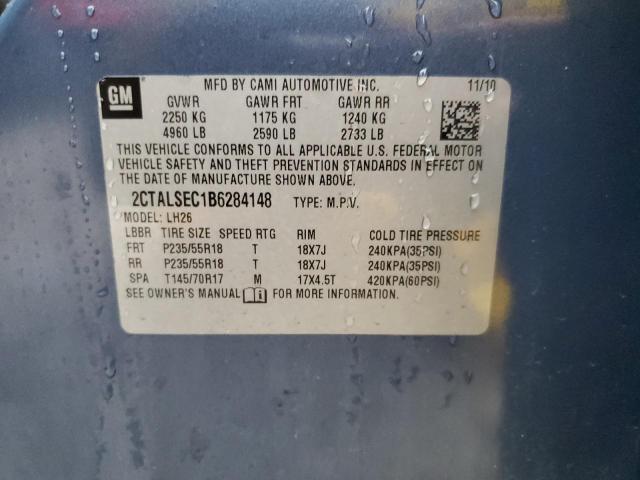 GM
MFD BY CAMI AUTOMOTIVE INC. 11/10
GVWR GAWR FRT GAWR RR
2250 KG 1175 KG 1240 KG
4960 LB 2590 LB 2733 LB
THIS VEHICLE CONFORMS TO ALL APPLICABLE U.S. FEDERAL MOTOR
VEHICLE SAFETY AND THEFT PREVENTION STANDARDS IN EFFECT ON
THE DATE OF MANUFACTURE SHOWN ABOVE.
2CTALSEC1B6284148 TYPE: M.P.V.
MODEL: LH26
LBBR TIRE SIZE SPEED RTG RIM COLD TIRE PRESSURE
FRT P235/55R18 T 18X7J 240KPA(35PSI)
RR P235/55R18 T 18X7J 240KPA(35PSI)
SPA T145/70R17 M 17X4.5T 420KPA(60PSI)
SEE OWNER'S MANUAL FOR MORE INFORMATION.